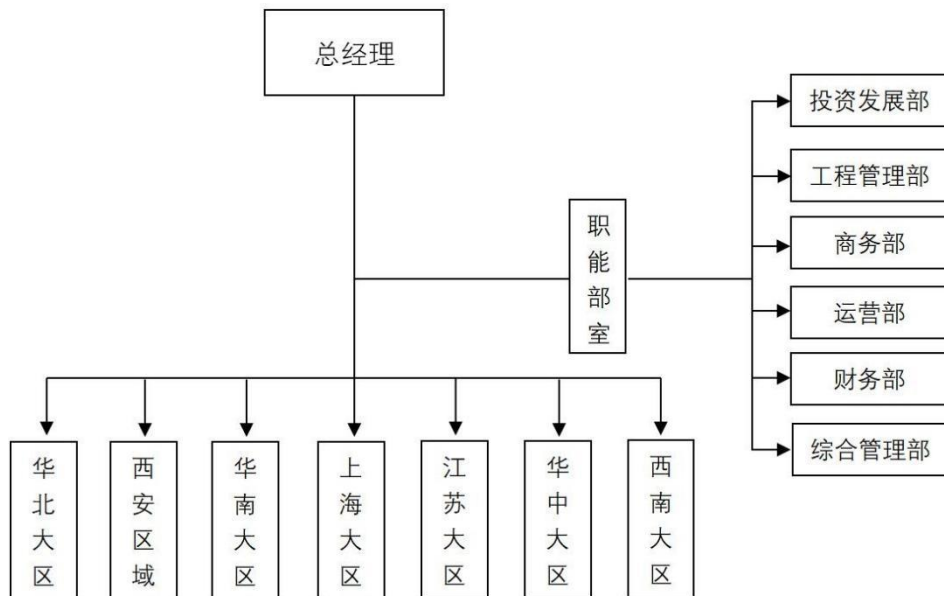 总经理
投资发展部
工程管理部
商务部
职能部室
运营部
财务部
综合管理部
华北大区
西安区域
华南大区
上海大区
江苏大区
华中大区
西南大区